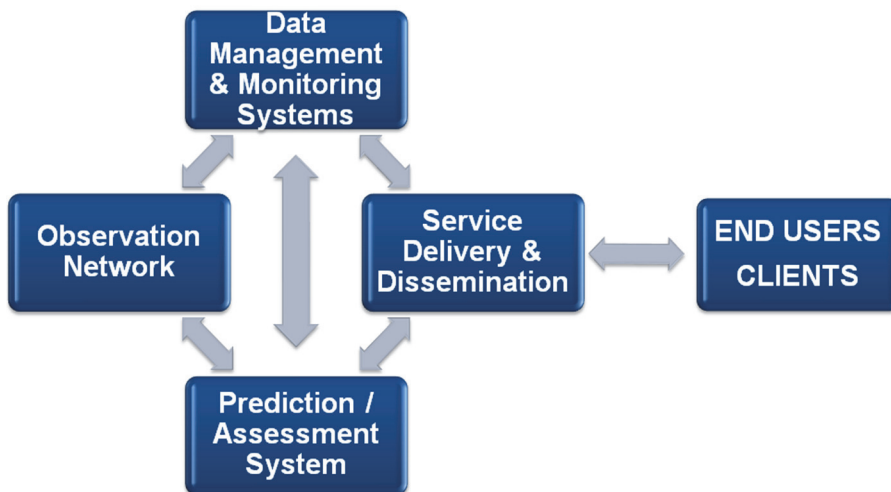 Data
Management
& Monitoring
Systems
Observation
Network
Service
Delivery &
Dissemination
END USERS
CLIENTS
Prediction /
Assessment
System